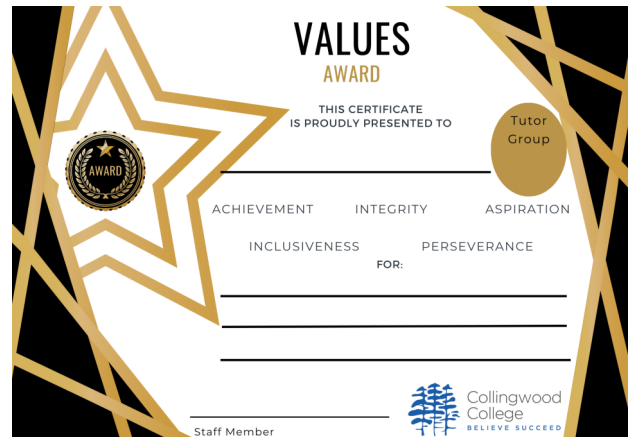 VALUES
AWARD
THIS CERTIFICATE
IS PROUDLY PRESENTED TO
Tutor
Group
AWARD
ACHIEVEMENT INTEGRITY ASPIRATION
INCLUSIVENESS PERSEVERANCE
FOR:
Collingwood
College
BELIEVE SUCCEED
Staff Member